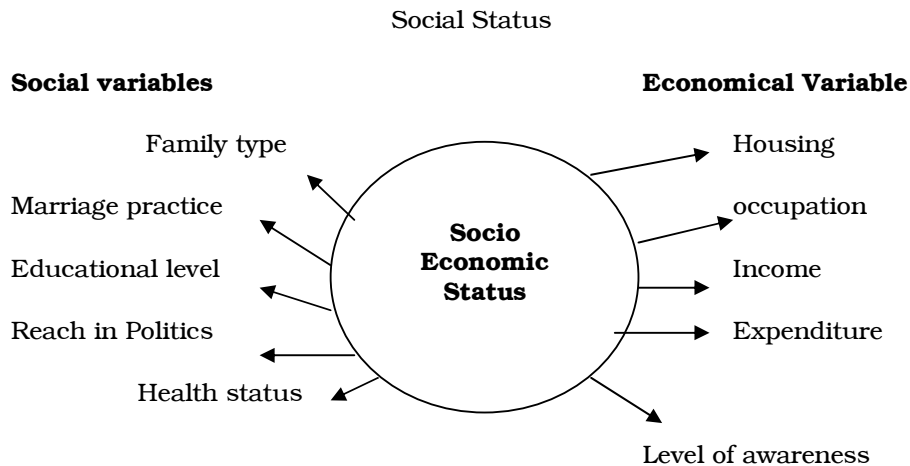 Social Status
Social variables
Economical Variable
Family type
Housing
Marriage practice
occupation
Socio
Economic
Status
Educational level
Income
Reach in Politics
Expenditure
Health status
Level of awareness